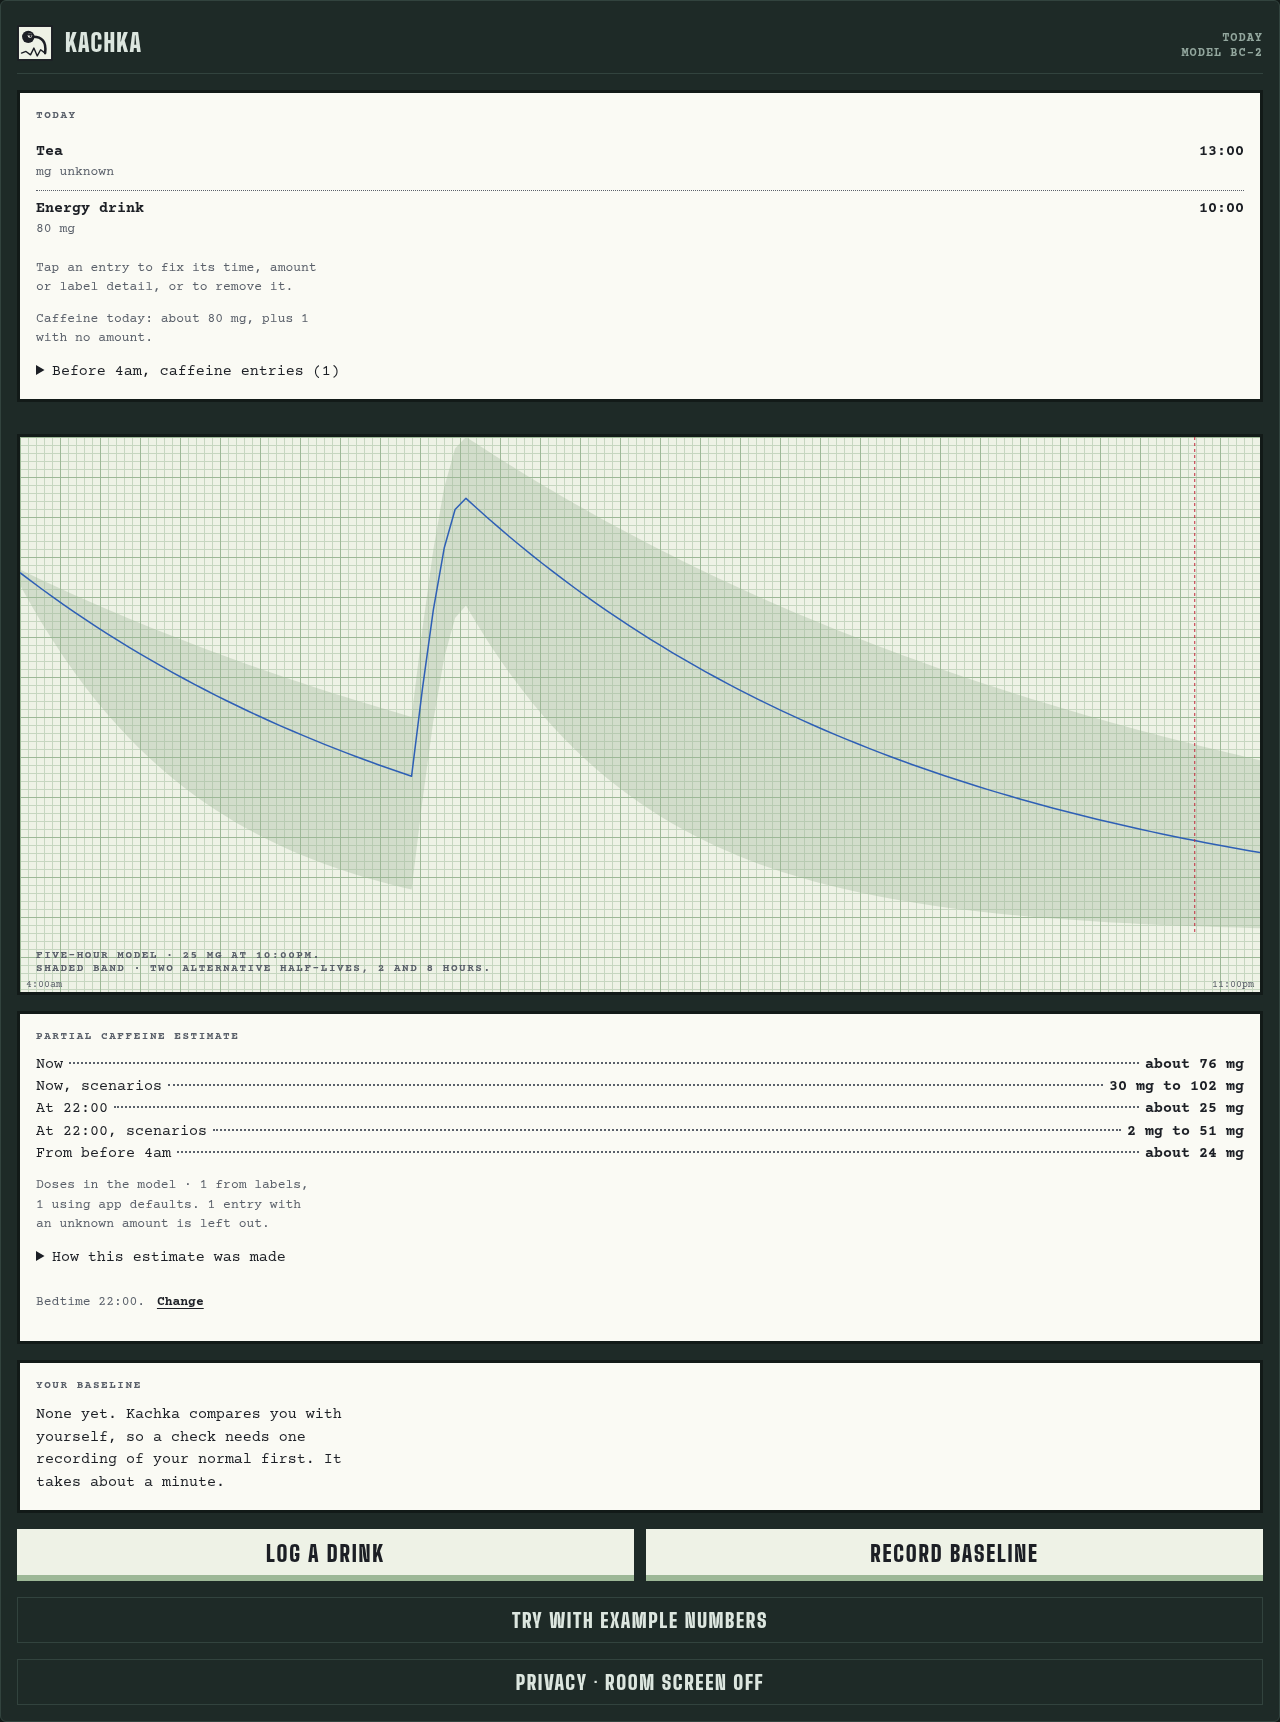 KACHKA
TODAY
MODEL BC-2
TODAY
Tea 13:00
mg unknown
Energy drink 10:00
80 mg
Tap an entry to fix its time, amount
or label detail, or to remove it.
Caffeine today: about 80 mg, plus 1
with no amount.
Before 4am, caffeine entries (1)
FIVE-HOUR MODEL · 25 MG AT 10:00PM.
SHADED BAND · TWO ALTERNATIVE HALF-LIVES, 2 AND 8 HOURS.
4:00am 11:00pm
PARTIAL CAFFEINE ESTIMATE
Now about 76 mg
Now, scenarios 30 mg to 102 mg
At 22:00 about 25 mg
At 22:00, scenarios 2 mg to 51 mg
From before 4am about 24 mg
Doses in the model · 1 from labels,
1 using app defaults. 1 entry with
an unknown amount is left out.
How this estimate was made
Bedtime 22:00. Change
YOUR BASELINE
None yet. Kachka compares you with
yourself, so a check needs one
recording of your normal first. It
takes about a minute.
LOG A DRINK RECORD BASELINE
TRY WITH EXAMPLE NUMBERS
PRIVACY · ROOM SCREEN OFF